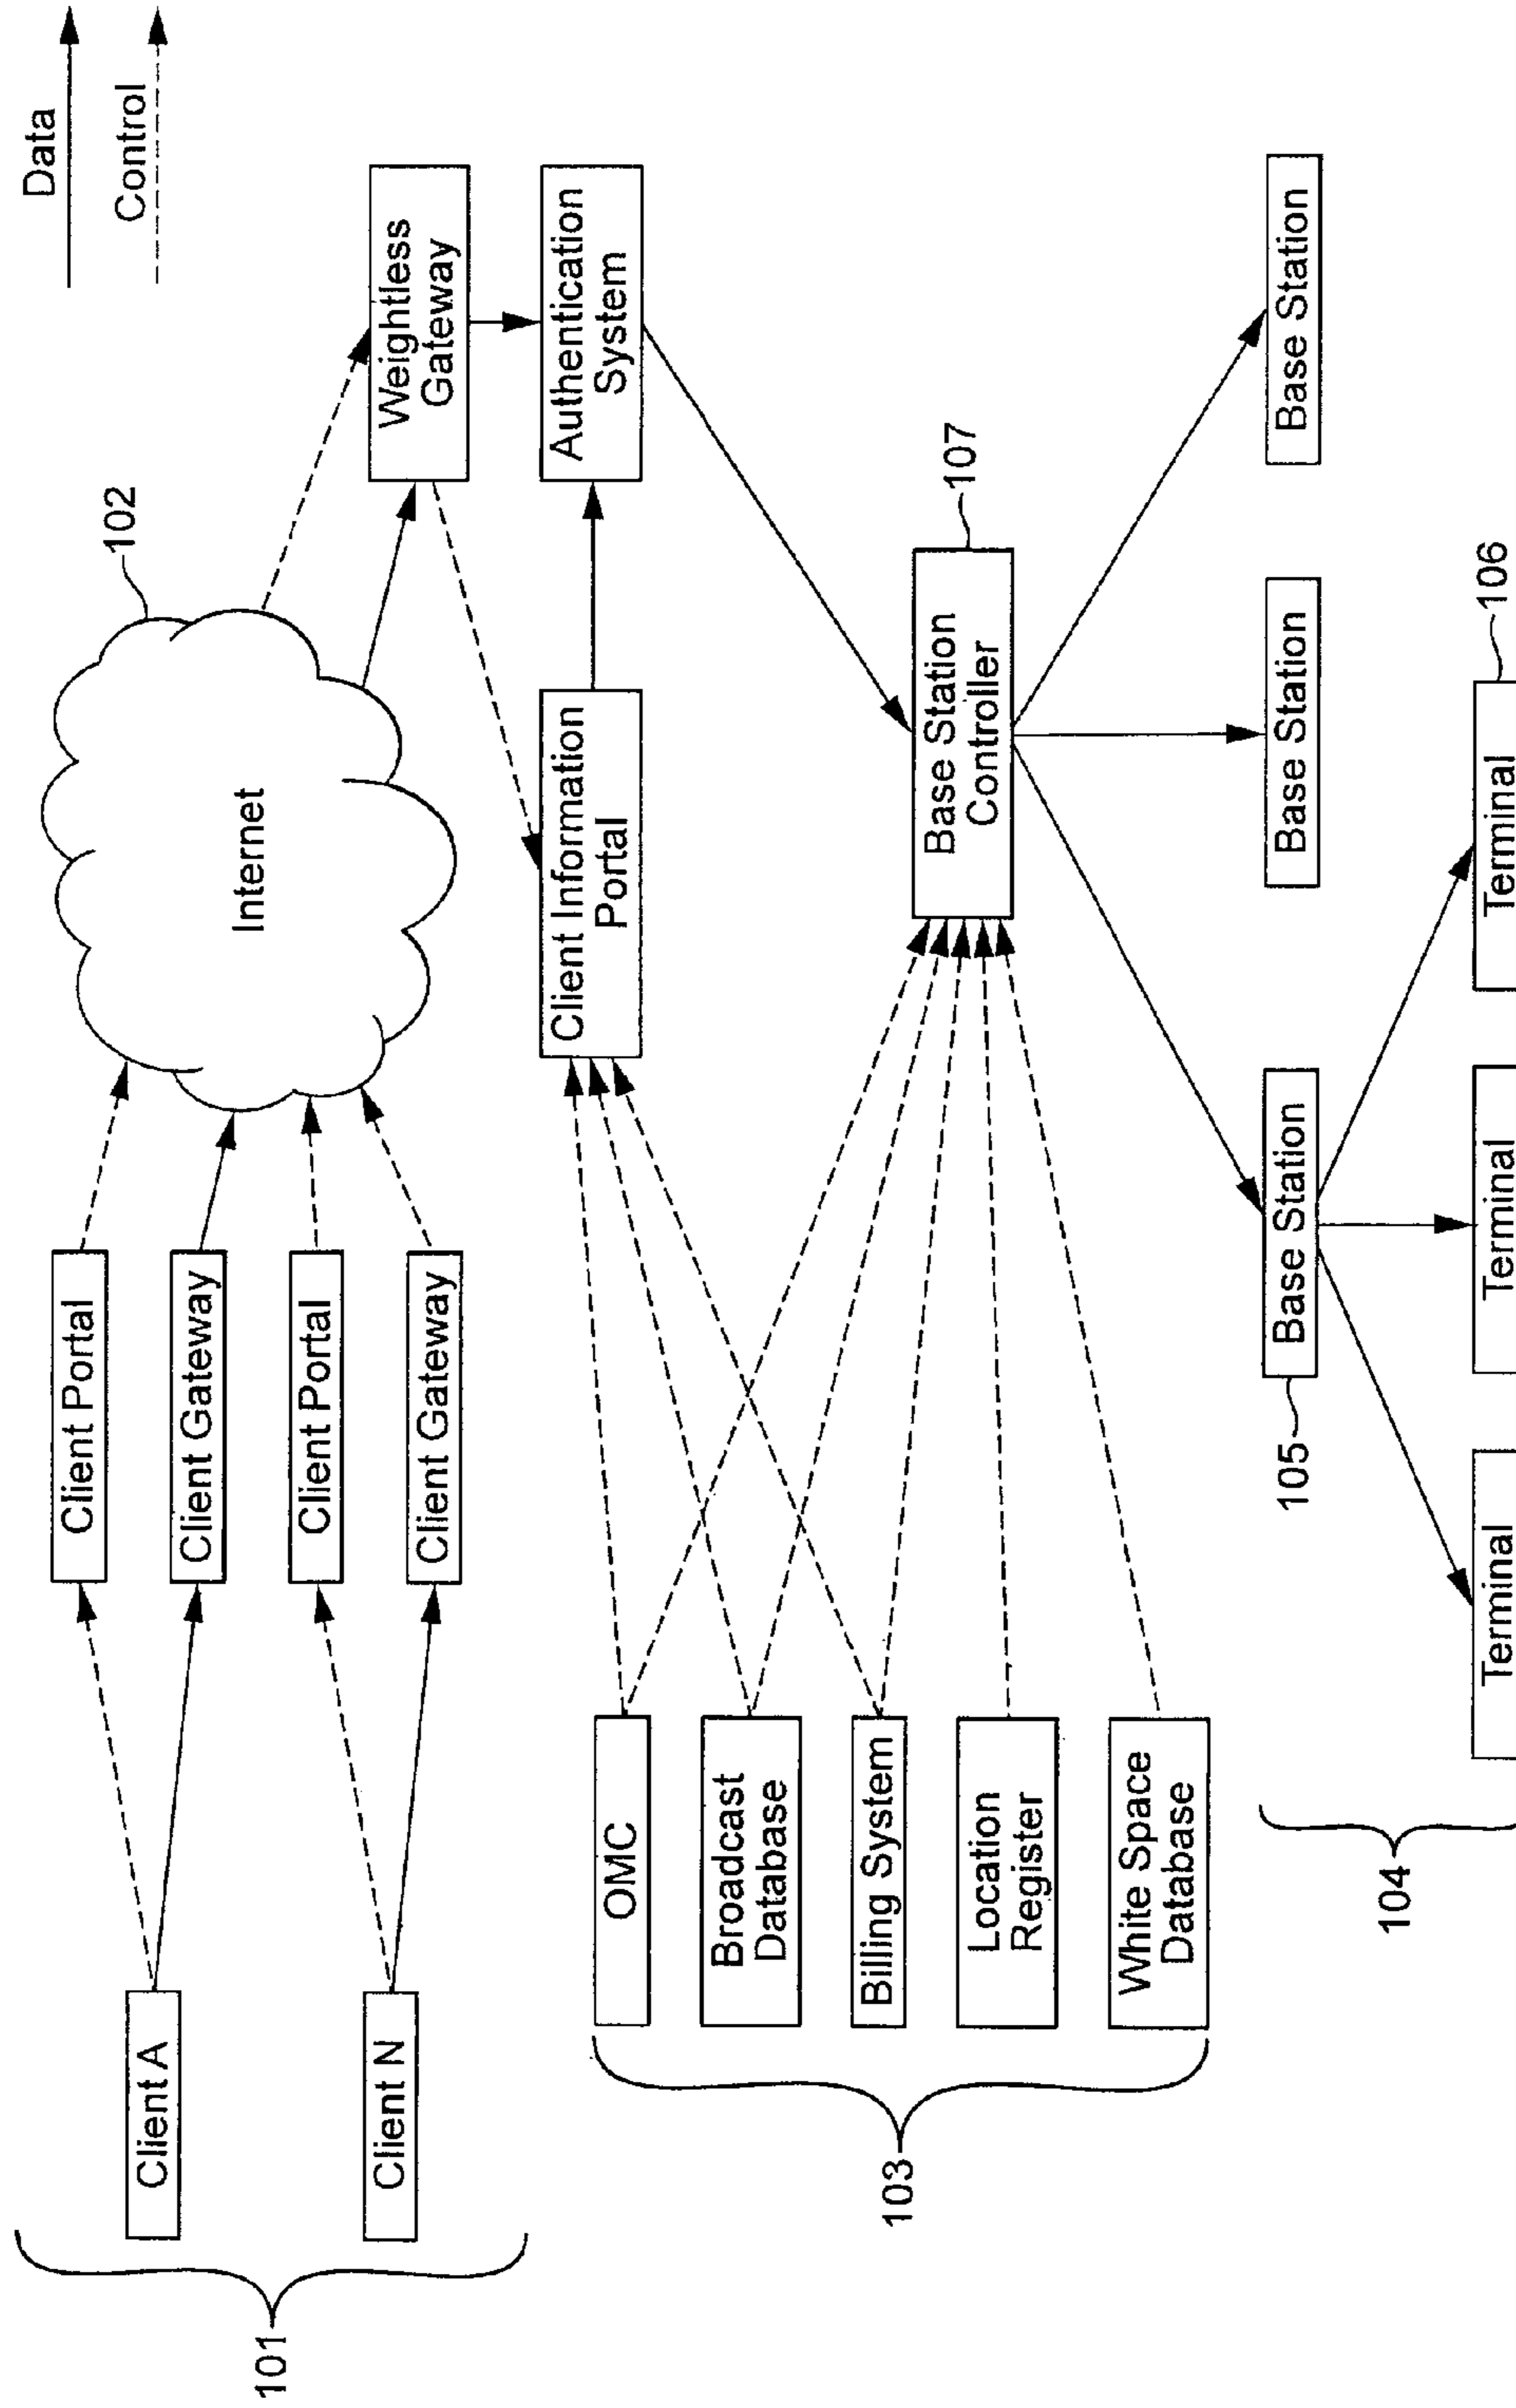 Data
Control
102
Internet
Client Portal
Client Gateway
Client Portal
Client Gateway
Client A
Client N
101
Weightless
Gateway
Authentication
System
Client Information
Portal
Base Station
Controller
107
OMC
Broadcast
Database
Billing System
Location
Register
White Space
Database
103
Base Station
Base Station
Base Station
105
Terminal
Terminal
Terminal
106
104